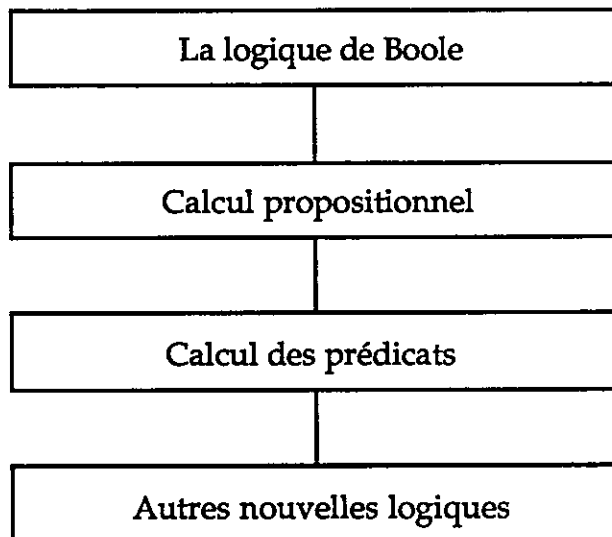 La logique de Boole
Calcul propositionnel
Calcul des prédicats
Autres nouvelles logiques